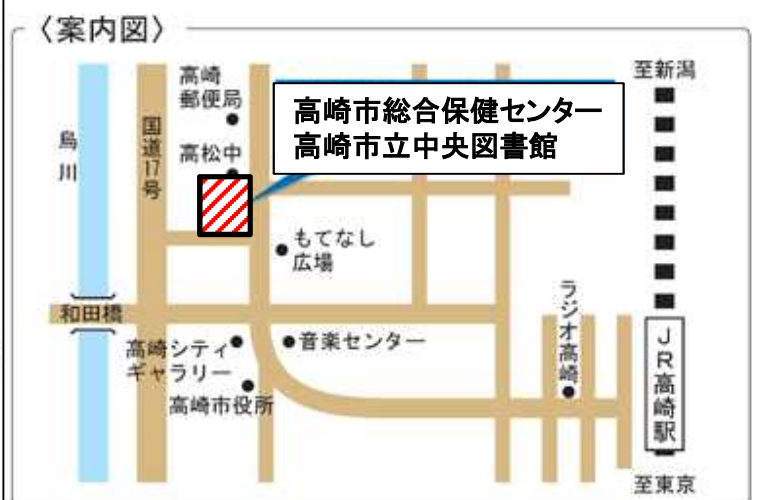 〈案内図〉
至新潟
高崎
郵便局
高崎市総合保健センター
高崎市立中央図書館
国道17号
烏川
高松中
もてなし
広場
和田橋
ラジオ高崎
高崎シティ
ギャラリー
音楽センター
JR高崎駅
高崎市役所
至東京